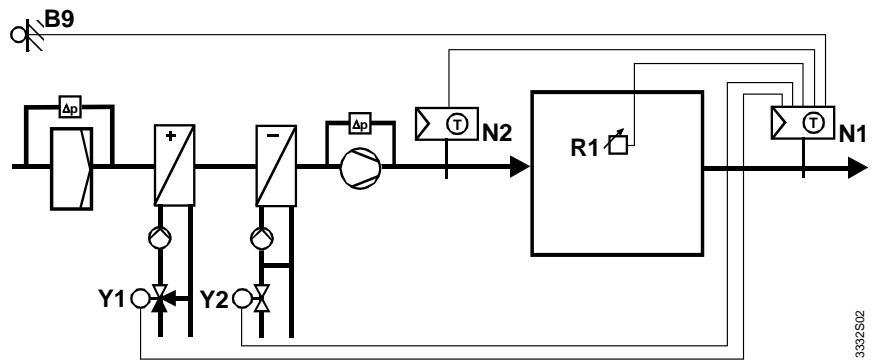 B9
Δp
Δp
T
N2
T
N1
R1
+
−
Y1
Y2
3332S02